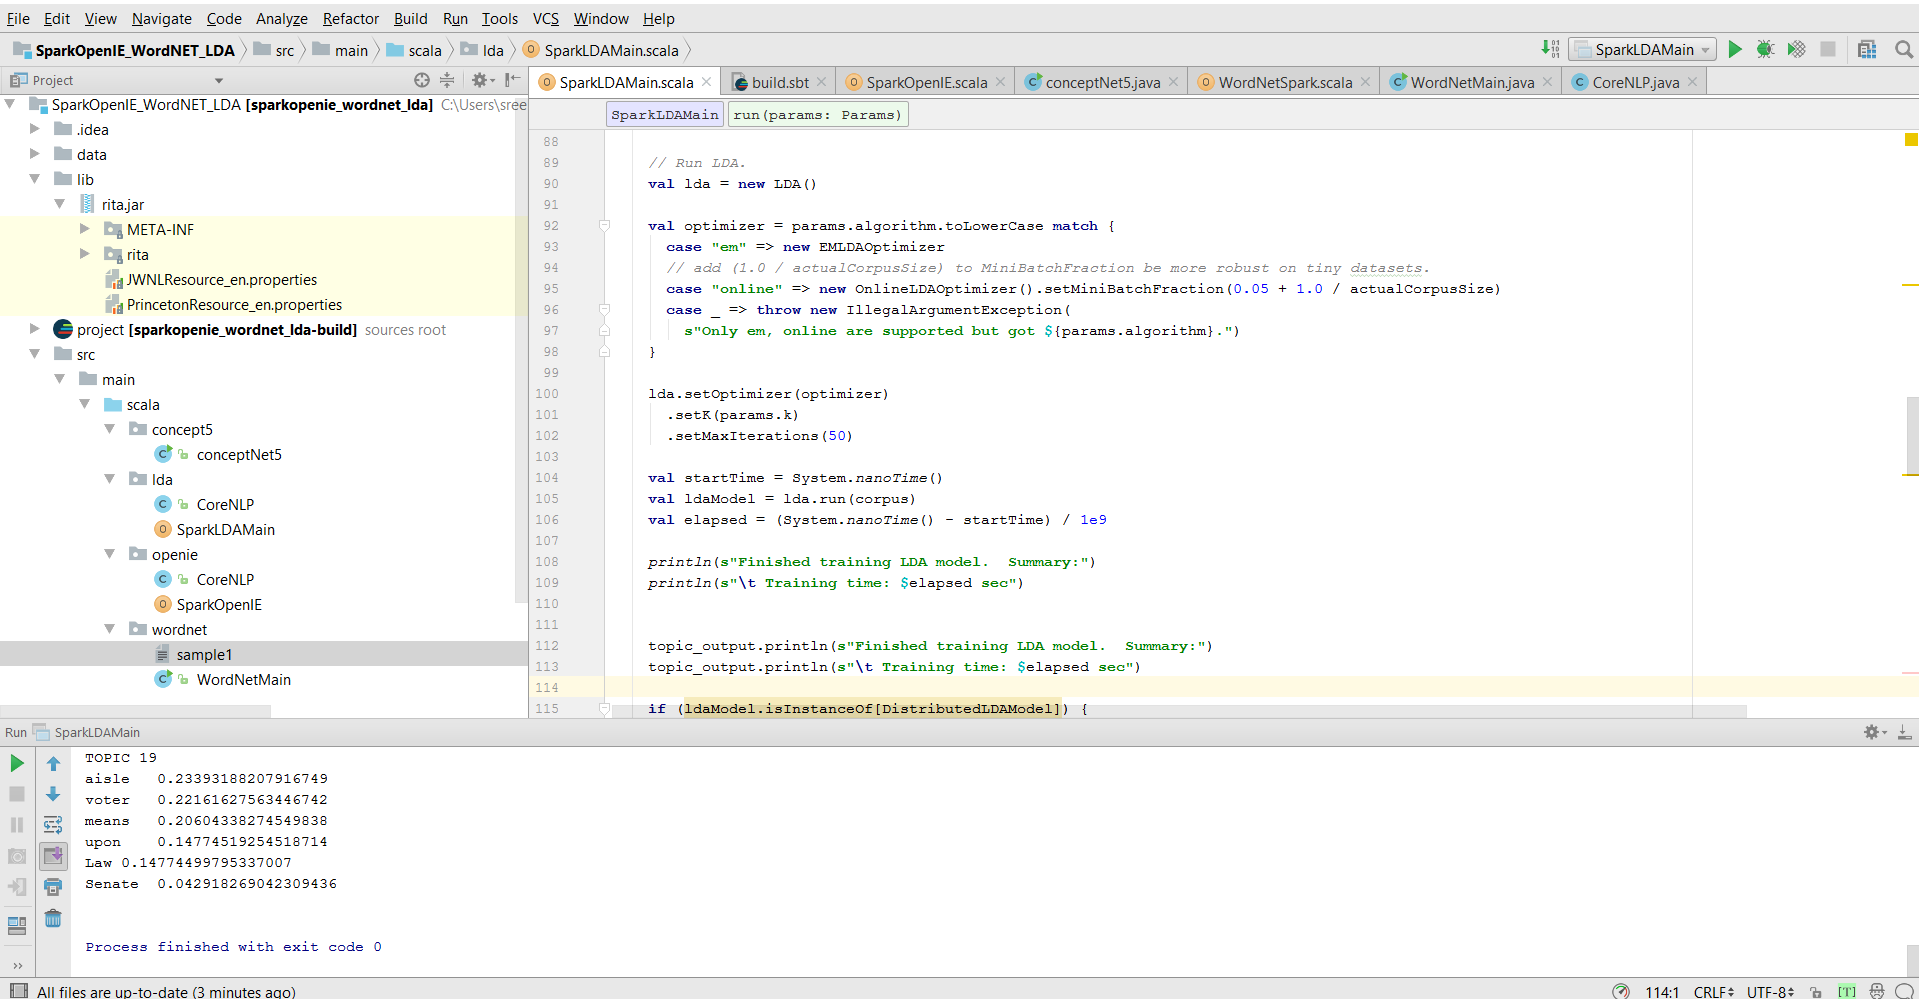 File Edit View Navigate Code Analyze Refactor Build Run Tools VCS Window Help
SparkOpenIE_WordNET_LDA src main scala lda SparkLDAMain.scala SparkLDAMain
Project
SparkLDAMain.scala build.sbt SparkOpenIE.scala conceptNet5.java WordNetSpark.scala WordNetMain.java CoreNLP.java
SparkOpenIE_WordNET_LDA [sparkopenie_wordnet_lda] C:\Users\sree
.idea
data
lib
rita.jar
META-INF
rita
JWNLResource_en.properties
PrincetonResource_en.properties
project [sparkopenie_wordnet_lda-build] sources root
src
main
scala
concept5
conceptNet5
lda
CoreNLP
SparkLDAMain
openie
CoreNLP
SparkOpenIE
wordnet
sample1
WordNetMain
SparkLDAMain run(params: Params)
88
89 // Run LDA.
90 val lda = new LDA()
91
92 val optimizer = params.algorithm.toLowerCase match {
93 case "em" => new EMLDAOptimizer
94 // add (1.0 / actualCorpusSize) to MiniBatchFraction be more robust on tiny datasets.
95 case "online" => new OnlineLDAOptimizer().setMiniBatchFraction(0.05 + 1.0 / actualCorpusSize)
96 case _ => throw new IllegalArgumentException(
97 s"Only em, online are supported but got ${params.algorithm}.")
98 }
99
100 lda.setOptimizer(optimizer)
101 .setK(params.k)
102 .setMaxIterations(50)
103
104 val startTime = System.nanoTime()
105 val ldaModel = lda.run(corpus)
106 val elapsed = (System.nanoTime() - startTime) / 1e9
107
108 println(s"Finished training LDA model.  Summary:")
109 println(s"\t Training time: $elapsed sec")
110
111
112 topic_output.println(s"Finished training LDA model.  Summary:")
113 topic_output.println(s"\t Training time: $elapsed sec")
114
115 if (ldaModel.isInstanceOf[DistributedLDAModel]) {
Run SparkLDAMain
TOPIC 19
aisle 0.23393188207916749
voter 0.22161627563446742
means 0.20604338274549838
upon 0.14774519254518714
Law 0.14774499795337007
Senate 0.042918269042309436
Process finished with exit code 0
All files are up-to-date (3 minutes ago) 114:1 CRLF UTF-8 [T]